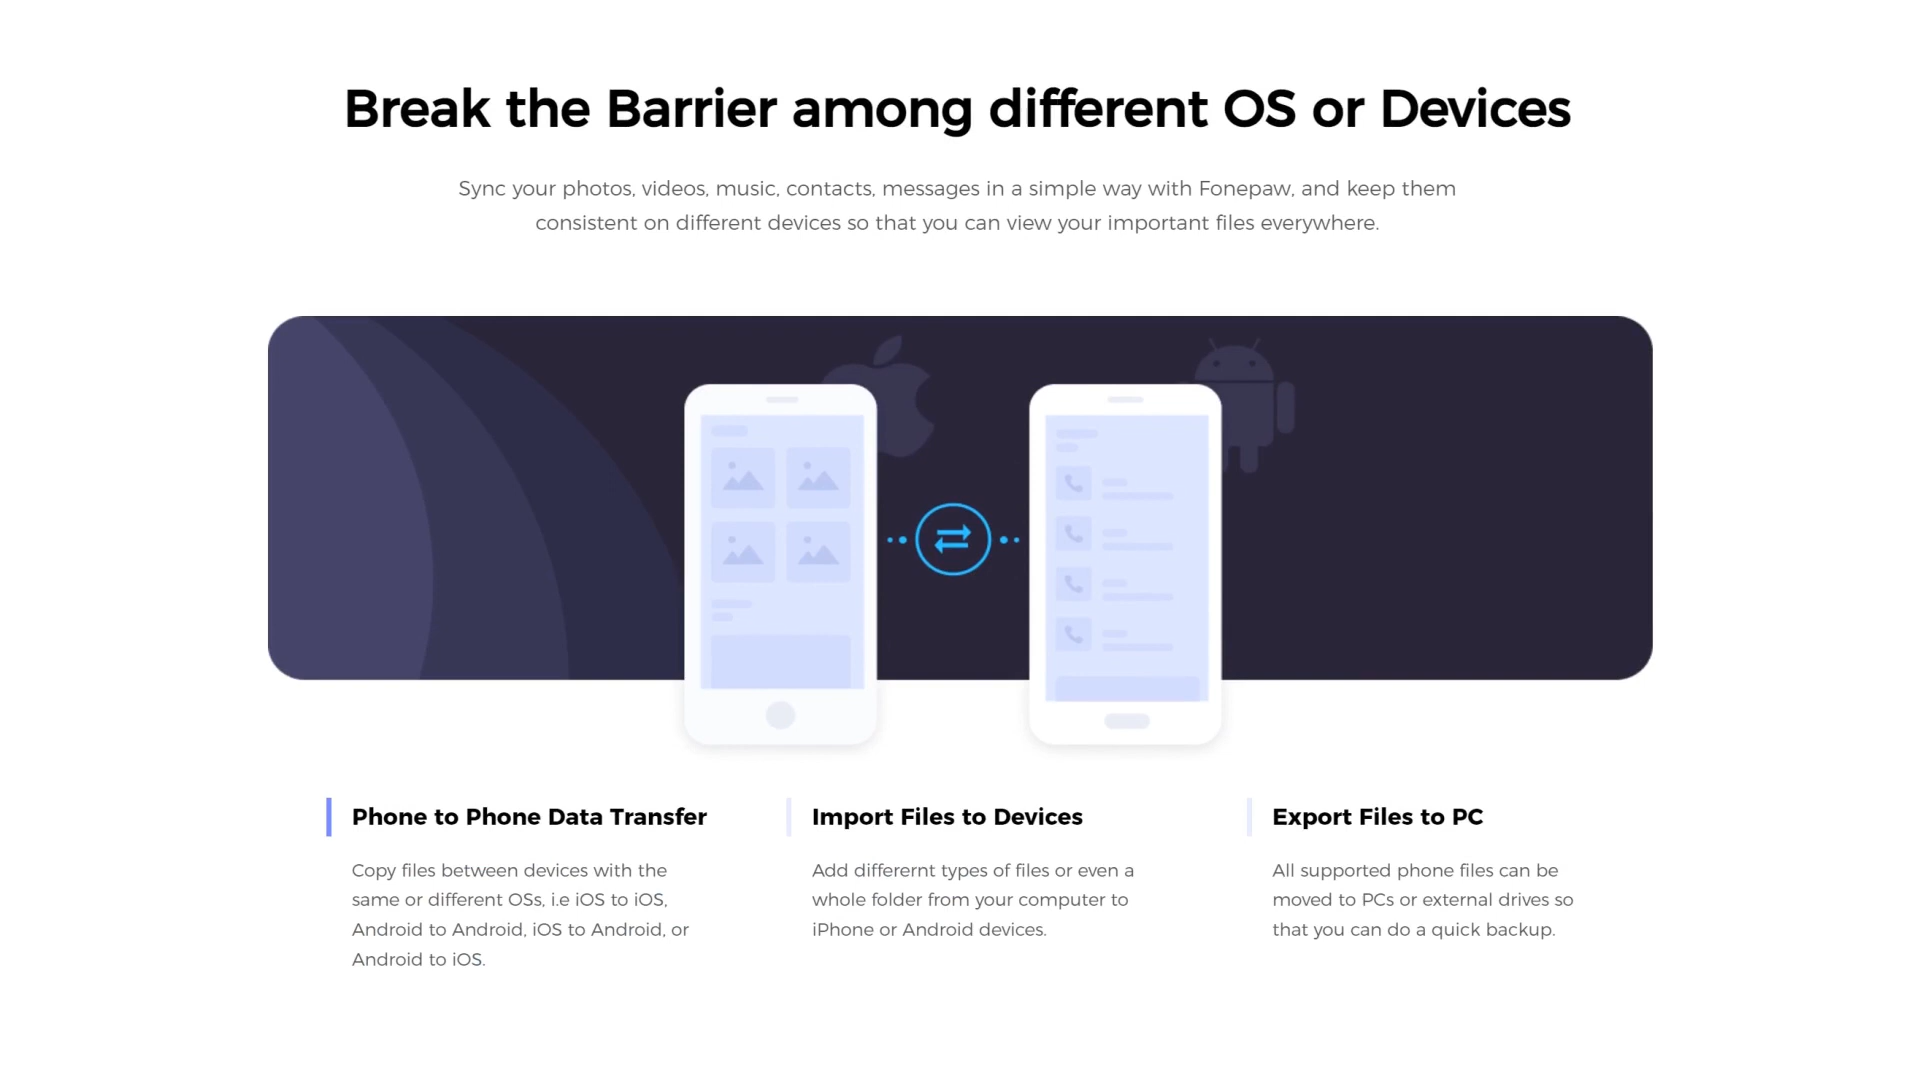 Break the Barrier among different OS or Devices
Sync your photos, videos, music, contacts, messages in a simple way with Fonepaw, and keep them
consistent on different devices so that you can view your important files everywhere.
Phone to Phone Data Transfer
Copy files between devices with the
same or different OSs, i.e iOS to iOS,
Android to Android, iOS to Android, or
Android to iOS.
Import Files to Devices
Add differernt types of files or even a
whole folder from your computer to
iPhone or Android devices.
Export Files to PC
All supported phone files can be
moved to PCs or external drives so
that you can do a quick backup.